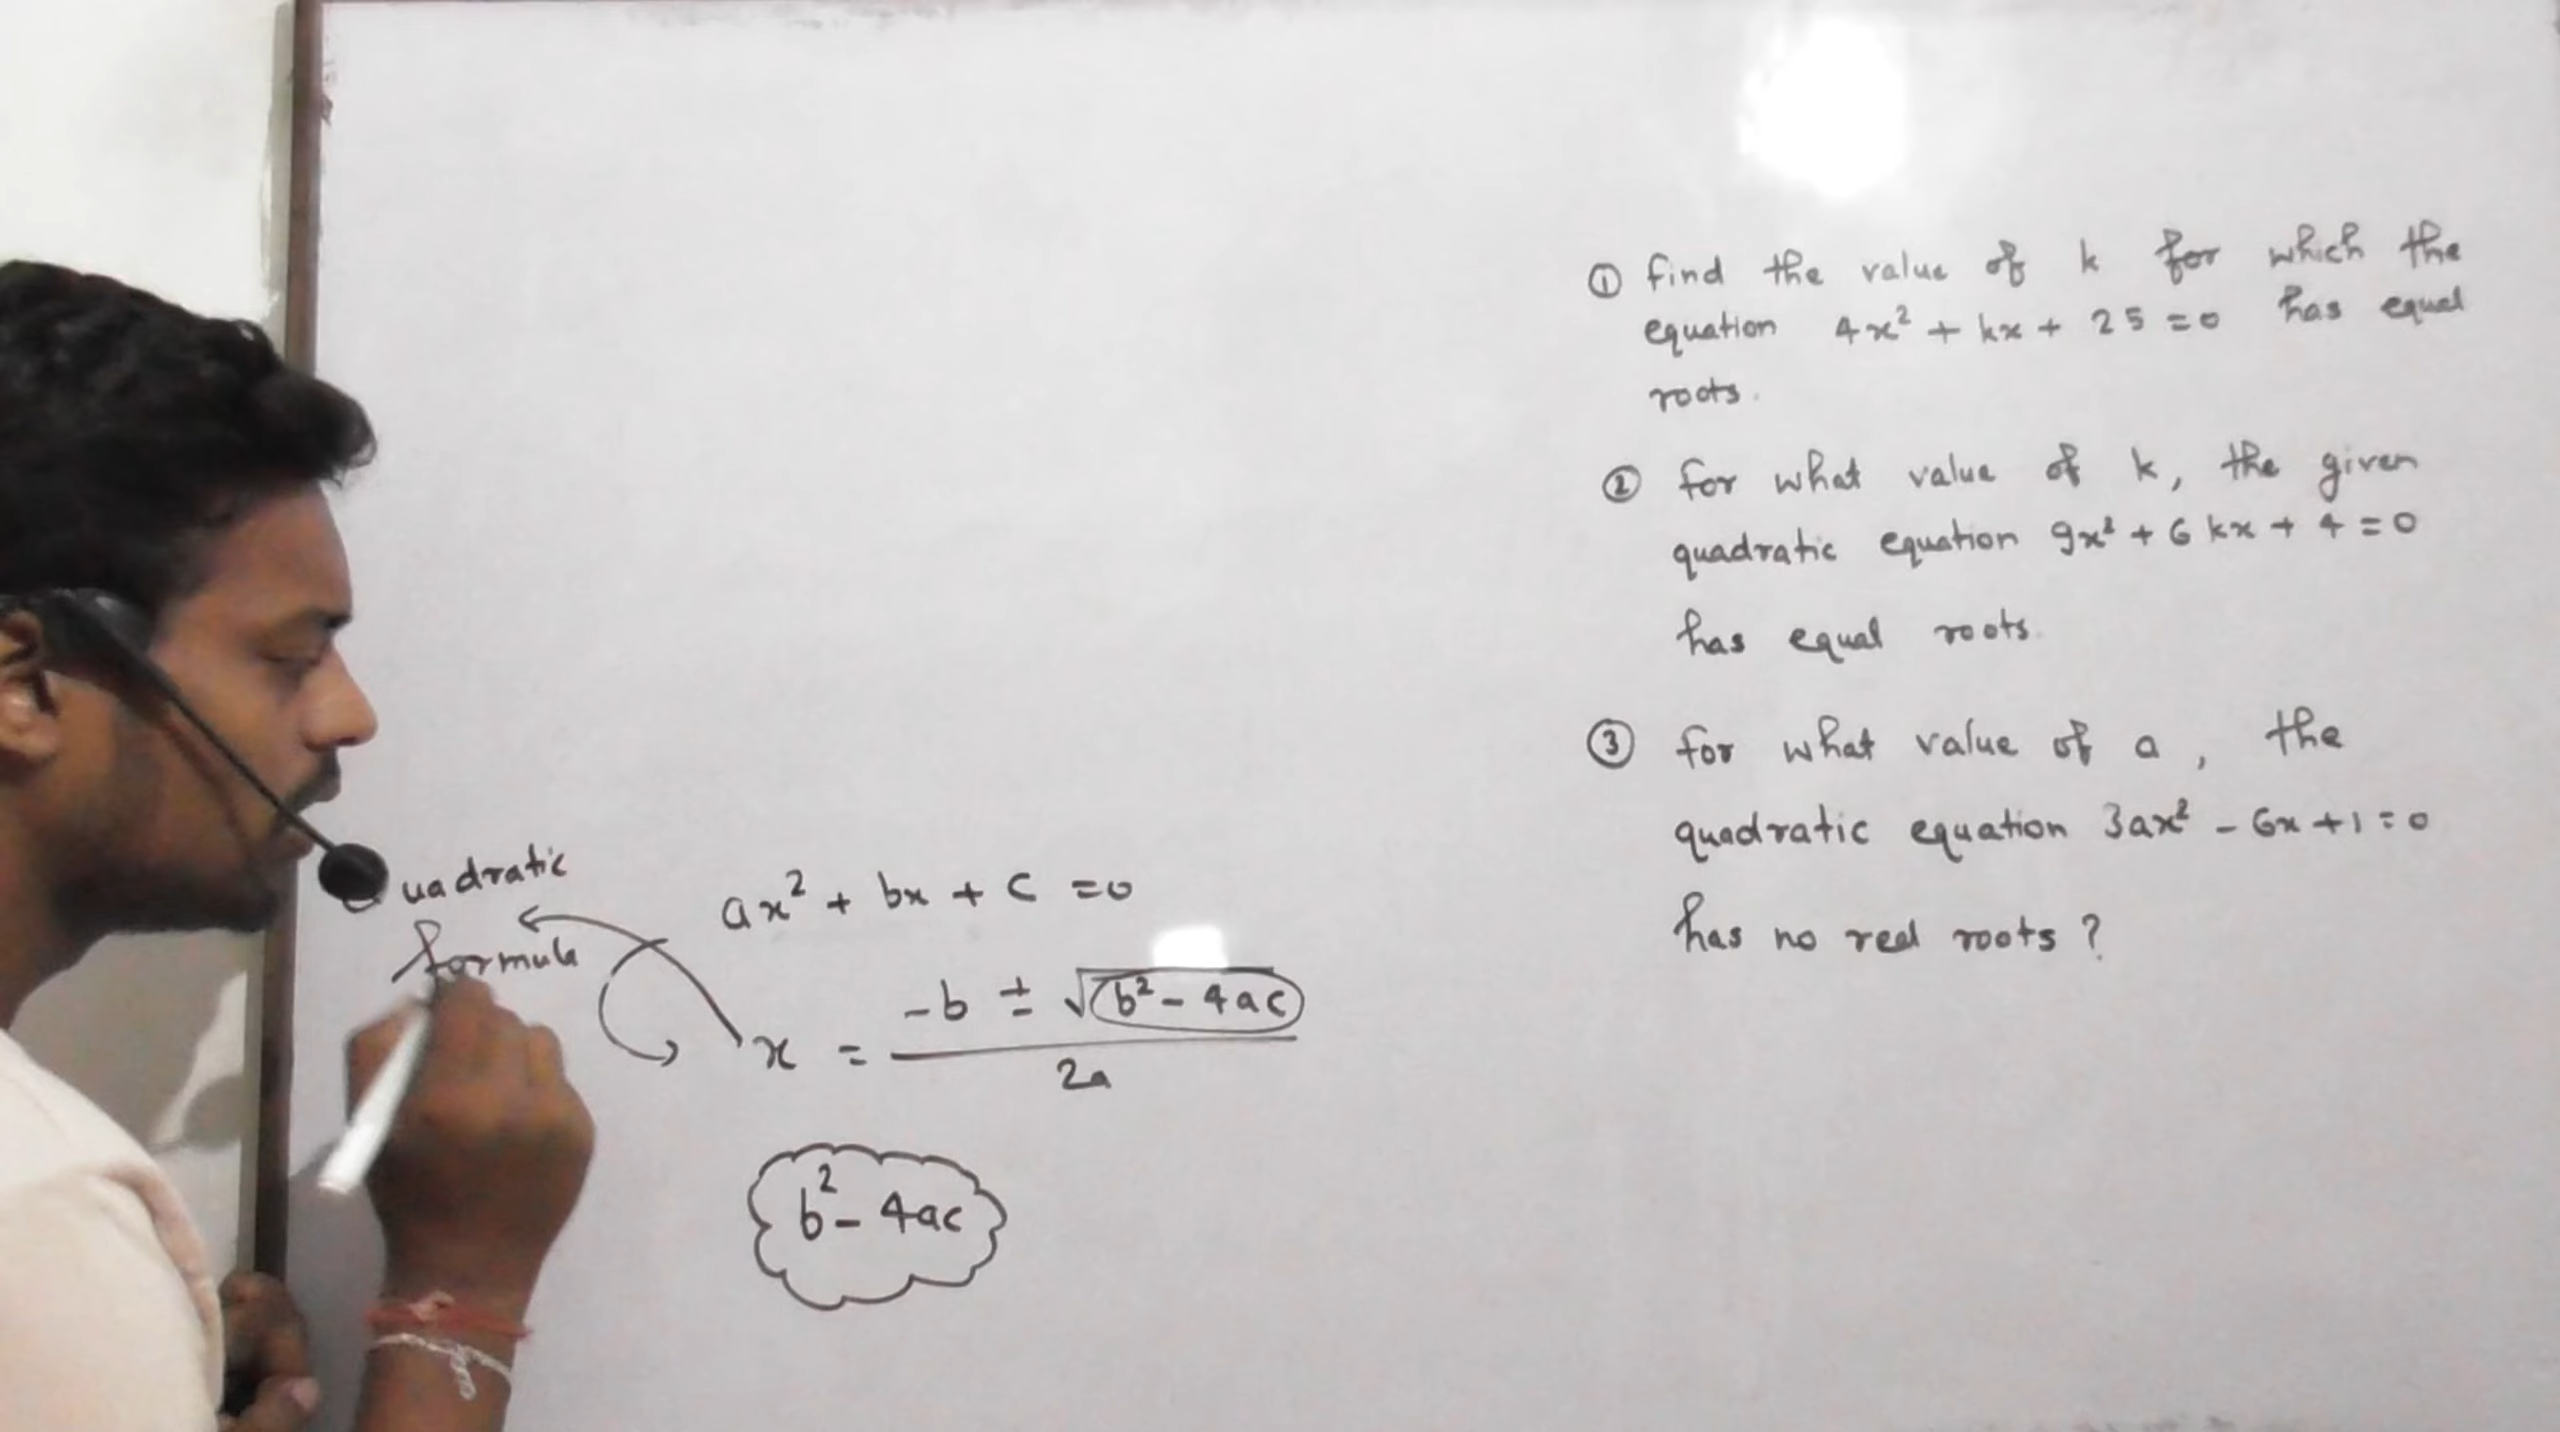 ① find the value of k for which the
equation 4x² + kx + 25 = 0 has equal
roots.
② for what value of k, the given
quadratic equation 9x² + 6kx + 4 = 0
has equal roots.
③ for what value of a, the
quadratic equation 3ax² - 6x + 1 = 0
has no real roots?
Quadratic
formula
ax² + bx + c = 0
x = (-b ± √(b² - 4ac)) / 2a
b² - 4ac